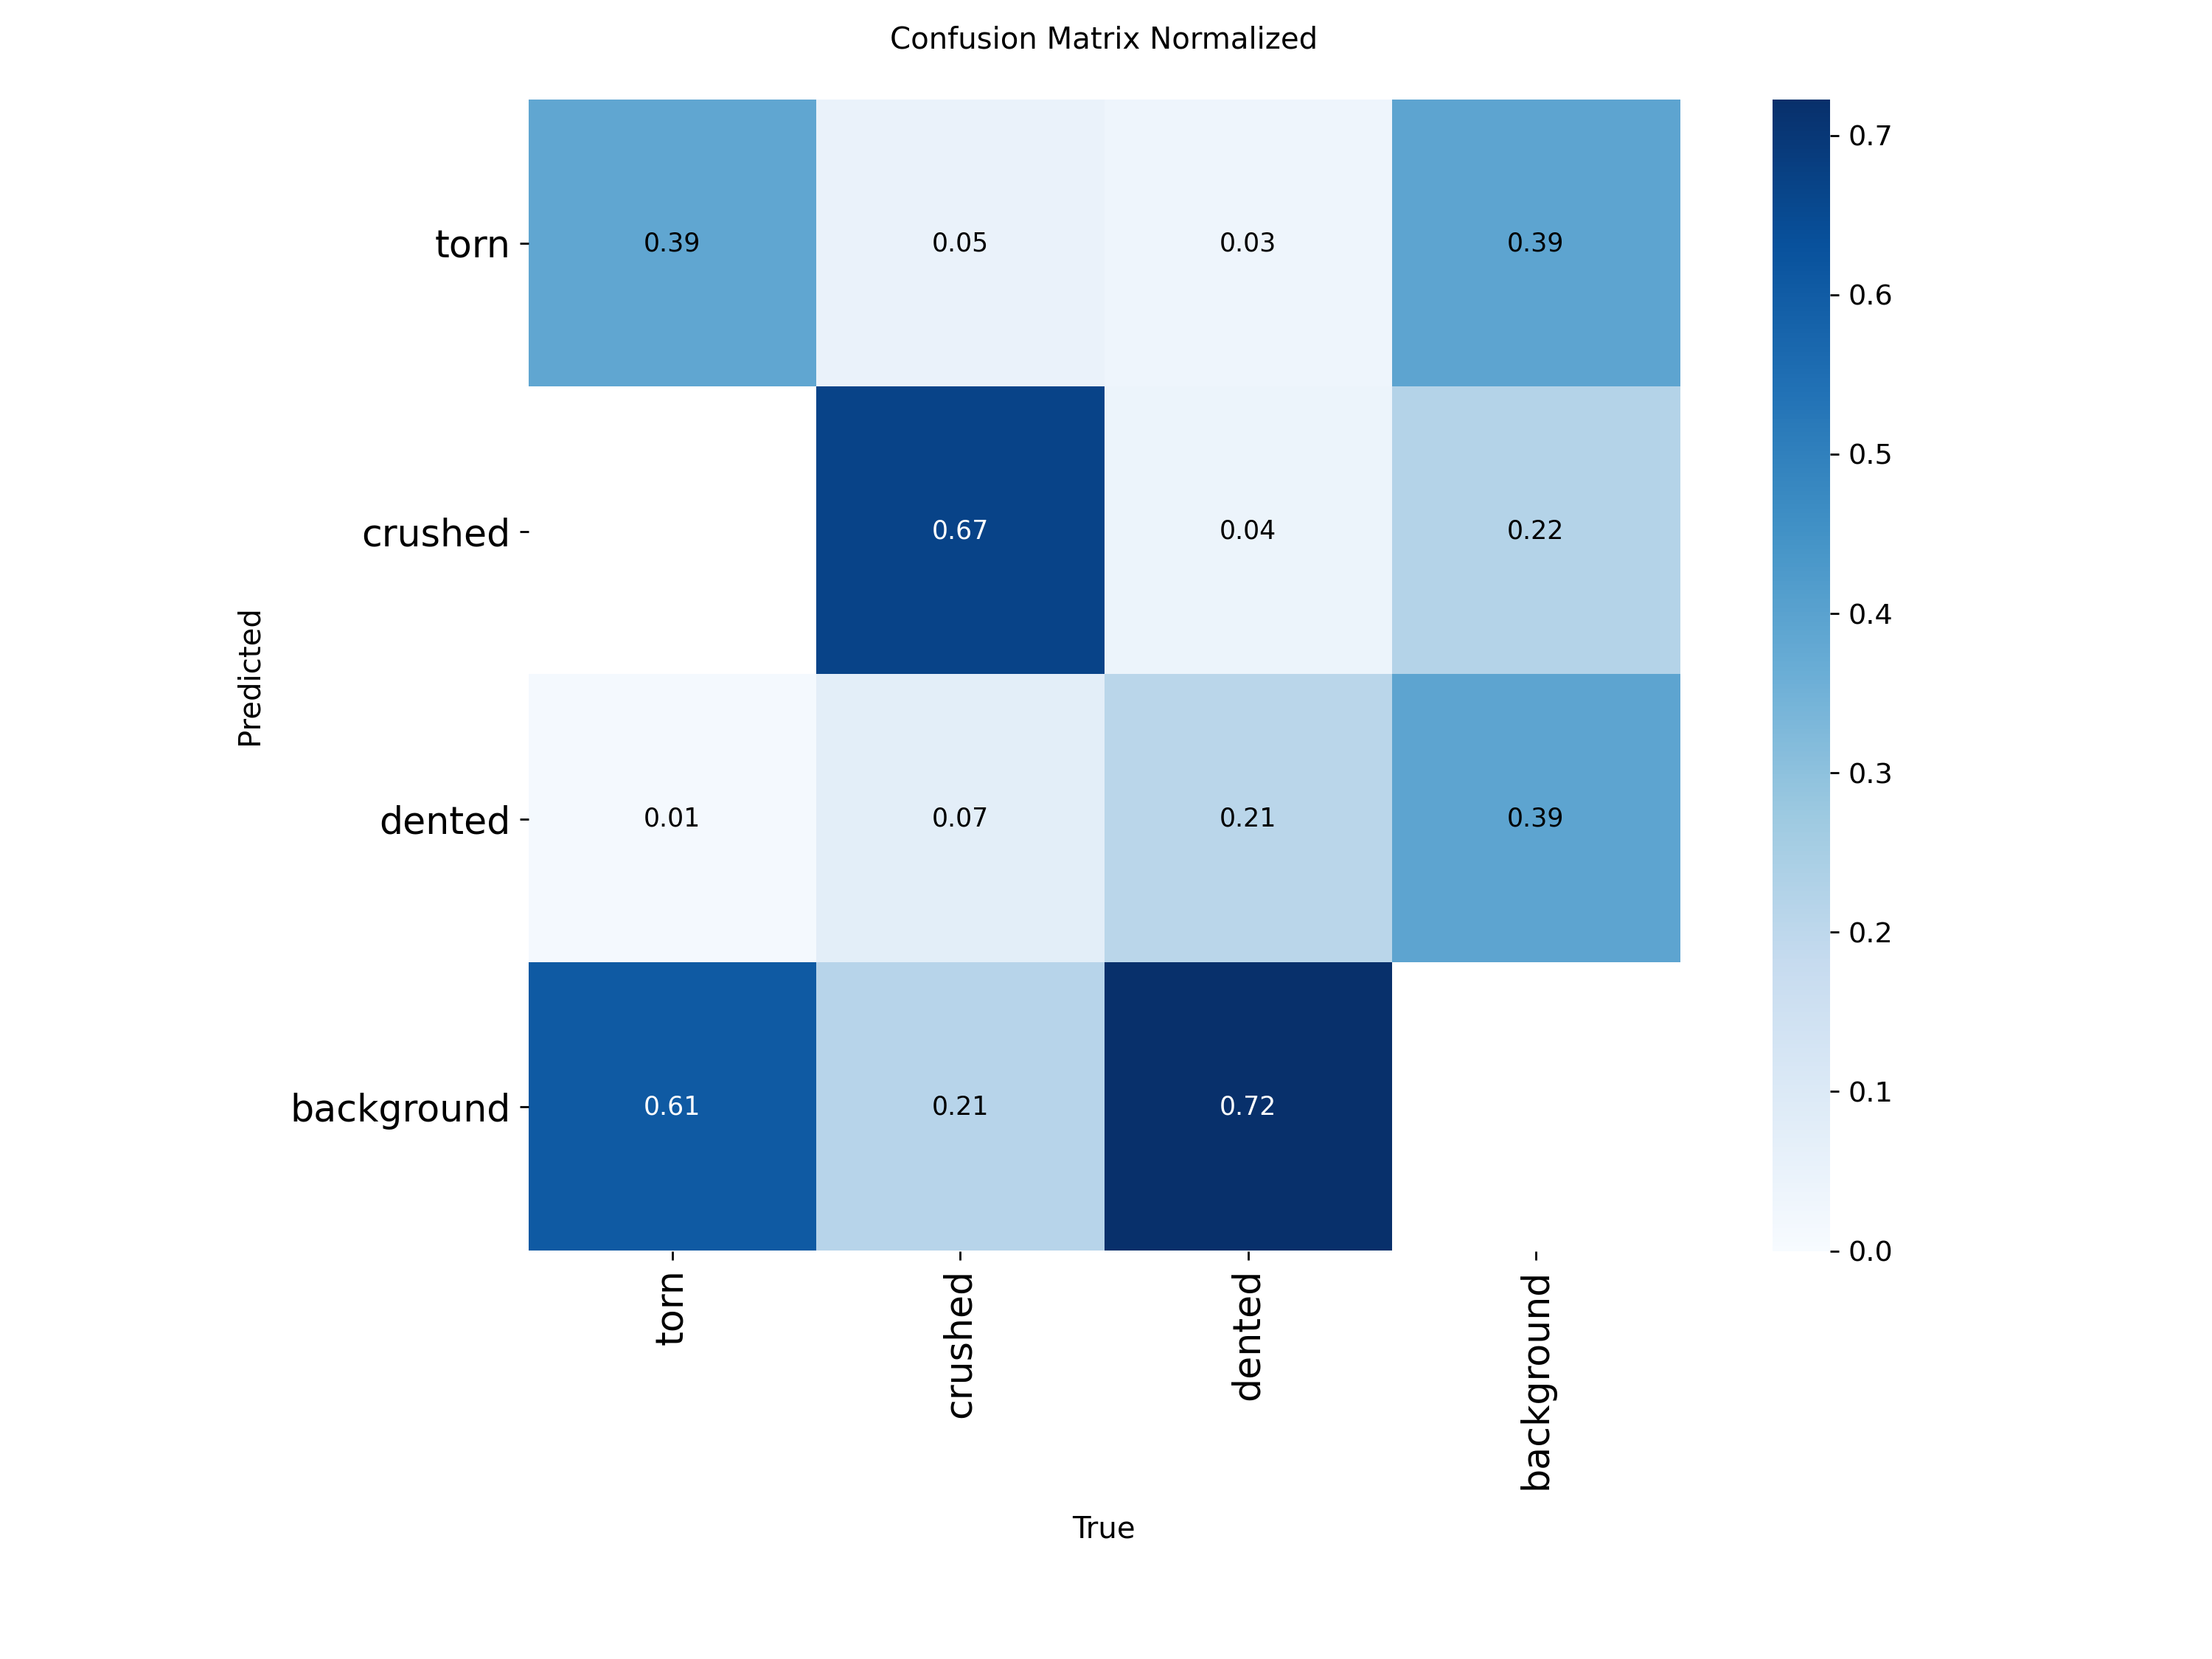 Confusion Matrix Normalized
torn
0.39
0.05
0.03
0.39
crushed
0.67
0.04
0.22
dented
0.01
0.07
0.21
0.39
background
0.61
0.21
0.72
Predicted
torn
crushed
dented
background
True
0.7
0.6
0.5
0.4
0.3
0.2
0.1
0.0